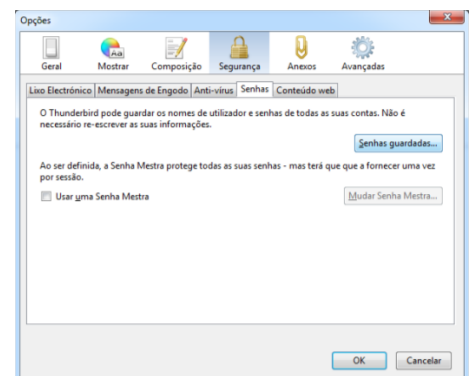 Opções
Geral Mostrar Composição Segurança Anexos Avançadas
Lixo Electrónico Mensagens de Engodo Anti-vírus Senhas Conteúdo web
O Thunderbird pode guardar os nomes de utilizador e senhas de todas as suas contas. Não é
necessário re-escrever as suas informações.
Senhas guardadas...
Ao ser definida, a Senha Mestra protege todas as suas senhas - mas terá que que a fornecer uma vez
por sessão.
Usar uma Senha Mestra
Mudar Senha Mestra...
OK Cancelar